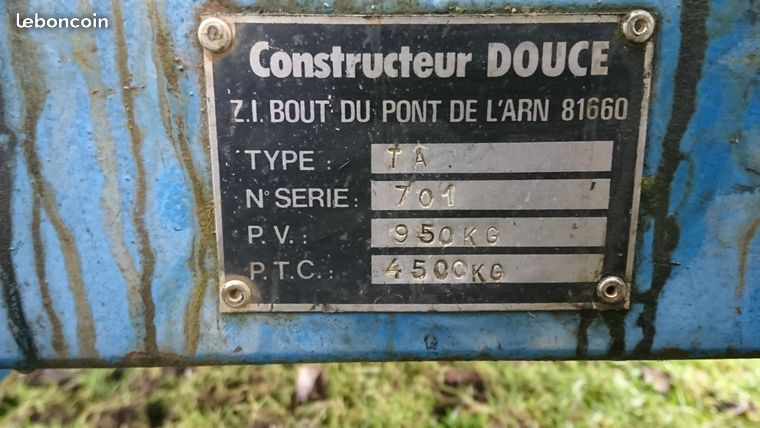 leboncoin
Constructeur DOUCE
Z.I. BOUT DU PONT DE L'ARN 81660
TYPE : TA
N° SERIE : 701
P.V. : 950KG
P.T.C. : 4500KG